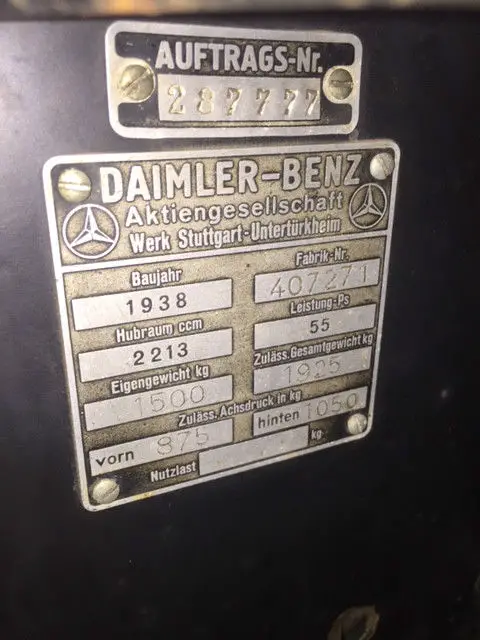 AUFTRAGS-Nr.
287777
DAIMLER-BENZ
Aktiengesellschaft
Werk Stuttgart-Untertürkheim
Baujahr
1938
Fabrik-Nr.
407271
Hubraum ccm
2213
Leistung-Ps
55
Eigengewicht kg
1500
Zuläss.Gesamtgewicht kg
1925
Zuläss. Achsdruck in kg
vorn 875 hinten 1050
Nutzlast kg